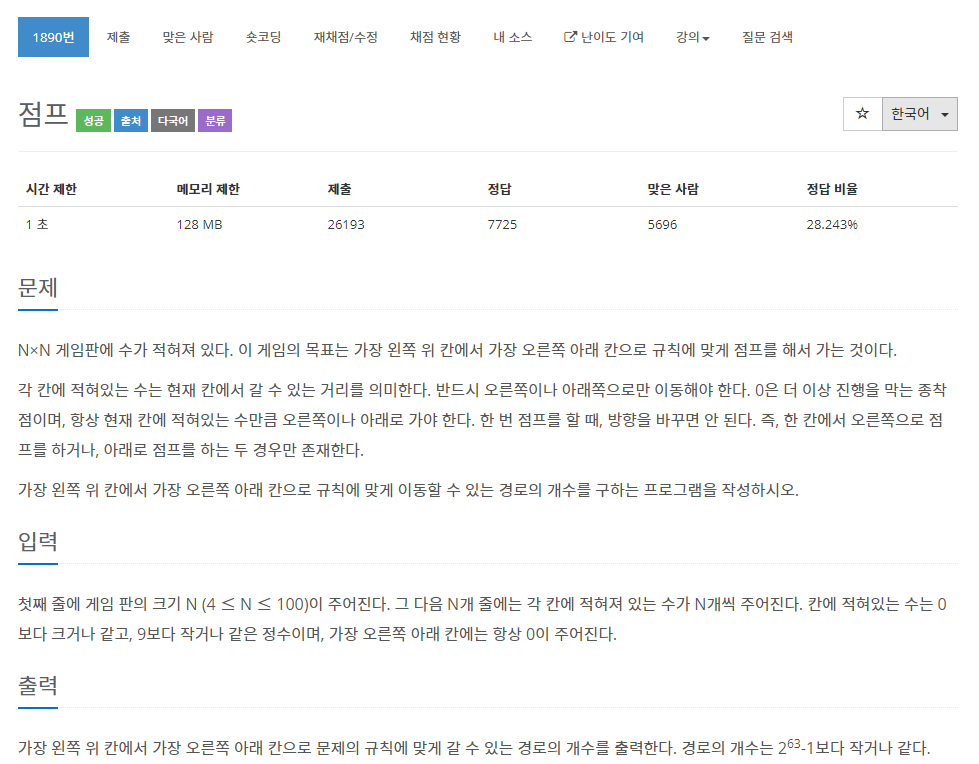 1890번 제출 맞은 사람 숏코딩 재채점/수정 채점 현황 내 소스 난이도 기여 강의 질문 검색
점프 성공 출처 다국어 분류 ☆ 한국어
시간 제한 메모리 제한 제출 정답 맞은 사람 정답 비율
1 초 128 MB 26193 7725 5696 28.243%
문제
N×N 게임판에 수가 적혀져 있다. 이 게임의 목표는 가장 왼쪽 위 칸에서 가장 오른쪽 아래 칸으로 규칙에 맞게 점프를 해서 가는 것이다.
각 칸에 적혀있는 수는 현재 칸에서 갈 수 있는 거리를 의미한다. 반드시 오른쪽이나 아래쪽으로만 이동해야 한다. 0은 더 이상 진행을 막는 종착
점이며, 항상 현재 칸에 적혀있는 수만큼 오른쪽이나 아래로 가야 한다. 한 번 점프를 할 때, 방향을 바꾸면 안 된다. 즉, 한 칸에서 오른쪽으로 점
프를 하거나, 아래로 점프를 하는 두 경우만 존재한다.
가장 왼쪽 위 칸에서 가장 오른쪽 아래 칸으로 규칙에 맞게 이동할 수 있는 경로의 개수를 구하는 프로그램을 작성하시오.
입력
첫째 줄에 게임 판의 크기 N (4 ≤ N ≤ 100)이 주어진다. 그 다음 N개 줄에는 각 칸에 적혀져 있는 수가 N개씩 주어진다. 칸에 적혀있는 수는 0
보다 크거나 같고, 9보다 작거나 같은 정수이며, 가장 오른쪽 아래 칸에는 항상 0이 주어진다.
출력
가장 왼쪽 위 칸에서 가장 오른쪽 아래 칸으로 문제의 규칙에 맞게 갈 수 있는 경로의 개수를 출력한다. 경로의 개수는 2⁶³-1보다 작거나 같다.